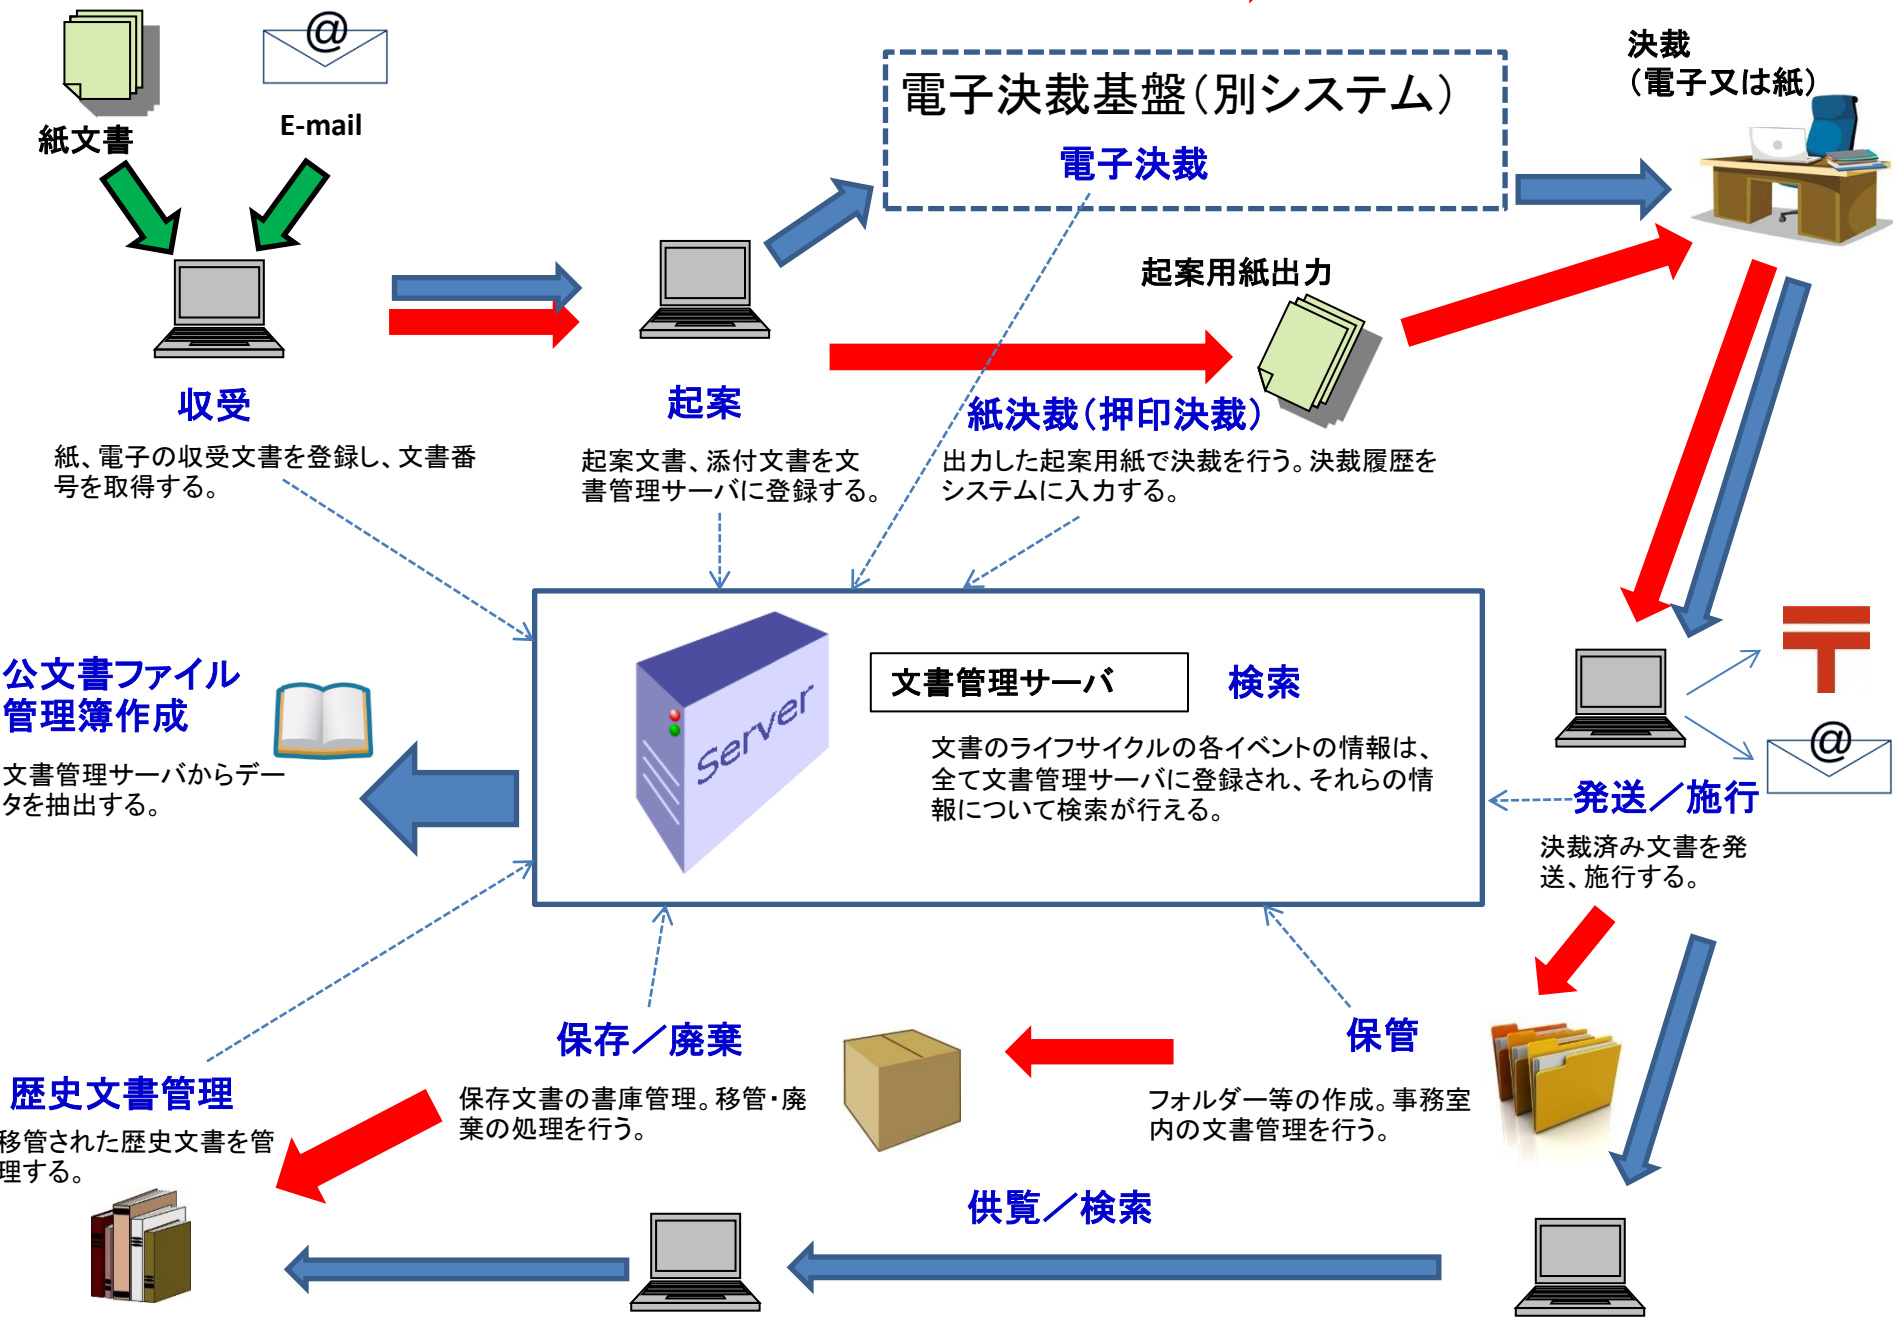 紙文書
E-mail
@
電子決裁基盤(別システム)
電子決裁
決裁
(電子又は紙)
起案用紙出力
収受
紙、電子の収受文書を登録し、文書番
号を取得する。
起案
起案文書、添付文書を文
書管理サーバに登録する。
紙決裁(押印決裁)
出力した起案用紙で決裁を行う。決裁履歴を
システムに入力する。
公文書ファイル
管理簿作成
文書管理サーバからデー
タを抽出する。
Server
文書管理サーバ
検索
文書のライフサイクルの各イベントの情報は、
全て文書管理サーバに登録され、それらの情
報について検索が行える。
〒
@
発送/施行
決裁済み文書を発
送、施行する。
保存/廃棄
保存文書の書庫管理。移管・廃
棄の処理を行う。
保管
フォルダー等の作成。事務室
内の文書管理を行う。
歴史文書管理
移管された歴史文書を管
理する。
供覧/検索